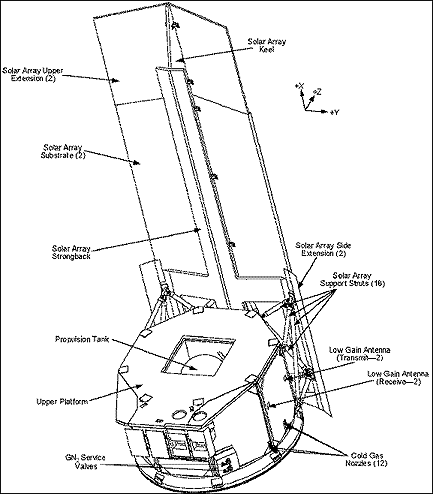 Solar Array
Keel
Solar Array Upper
Extension (2)
+X
+Z
+Y
Solar Array
Substrate (2)
Solar Array
Strongback
Solar Array Side
Extension (2)
Solar Array
Support Struts (16)
Propulsion Tank
Low Gain Antenna
(Transmit—2)
Low Gain Antenna
(Receive—2)
Upper Platform
GN2 Service
Valves
Cold Gas
Nozzles (12)